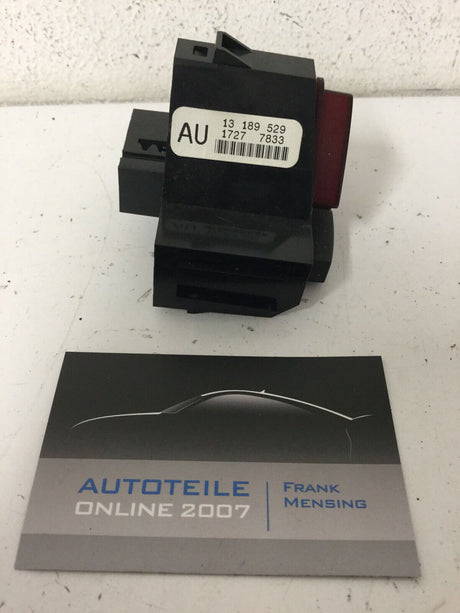 AU
13 189 529
1727 7833
AUTOTEILE
ONLINE 2007
FRANK
MENSING